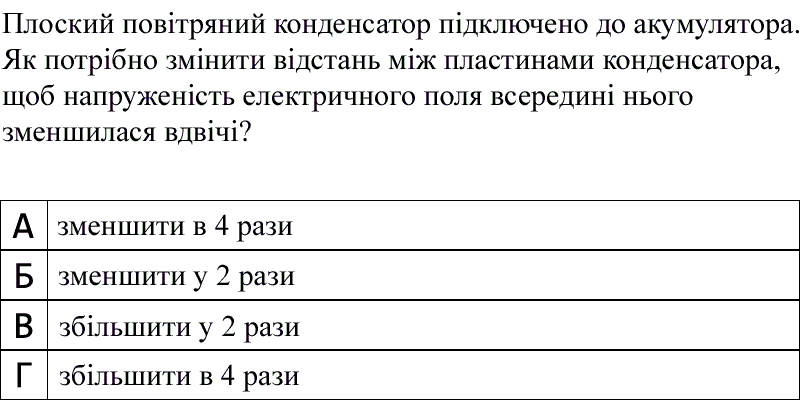 Плоский повітряний конденсатор підключено до акумулятора.
Як потрібно змінити відстань між пластинами конденсатора,
щоб напруженість електричного поля всередині нього
зменшилася вдвічі?
А зменшити в 4 рази
Б зменшити у 2 рази
В збільшити у 2 рази
Г збільшити в 4 рази